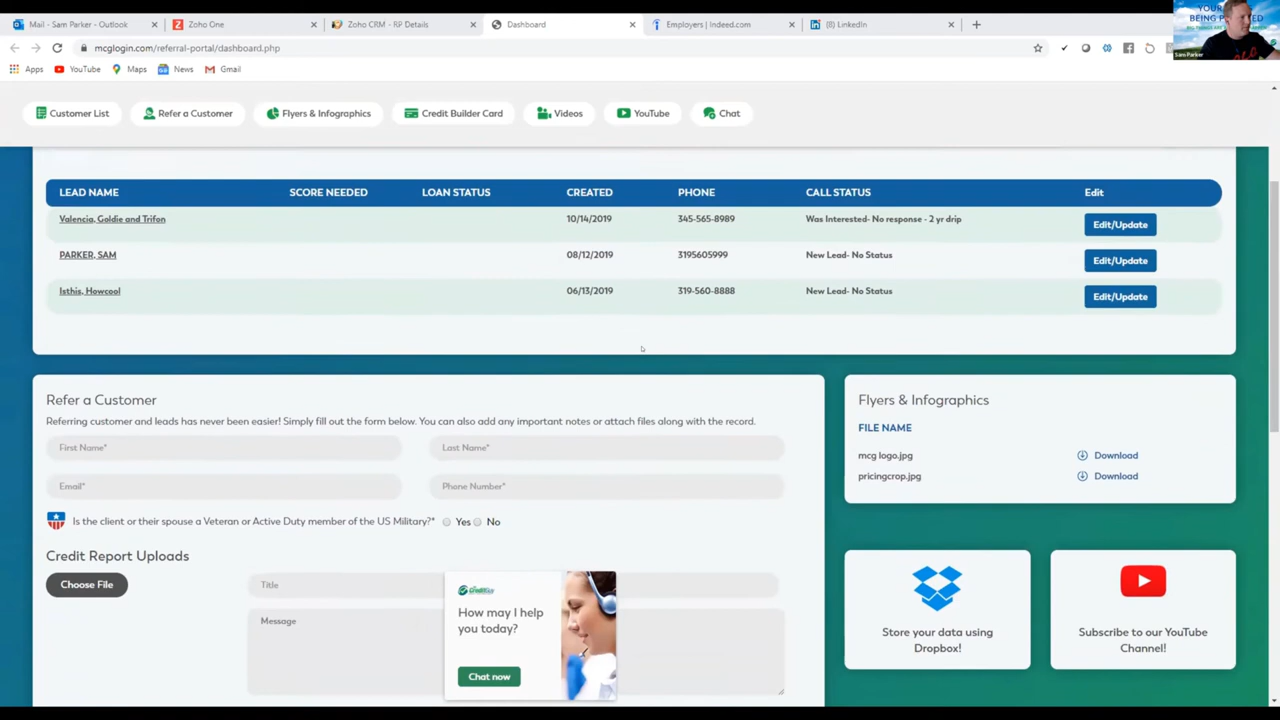 Mail - Sam Parker - Outlook
Zoho One
Zoho CRM - RP Details
Dashboard
Employers | Indeed.com
(1) LinkedIn
mcglogin.com/referral-portal/dashboard.php
Apps YouTube Maps News Gmail
Sam Parker
Customer List Refer a Customer Flyers & Infographics Credit Builder Card Videos YouTube Chat
LEAD NAME SCORE NEEDED LOAN STATUS CREATED PHONE CALL STATUS Edit
Valencia, Goldie and Trifon 10/14/2019 345-565-8989 Was Interested- No response - 2 yr drip Edit/Update
PARKER, SAM 08/12/2019 3195605999 New Lead- No Status Edit/Update
Isthis, Howcool 06/13/2019 319-560-8888 New Lead- No Status Edit/Update
Refer a Customer
Referring customer and leads has never been easier! Simply fill out the form below. You can also add any important notes or attach files along with the record.
First Name* Last Name*
Email* Phone Number*
Is the client or their spouse a Veteran or Active Duty member of the US Military?* Yes No
Credit Report Uploads
Choose File Title
Message
How may I help
you today?
Chat now
Flyers & Infographics
FILE NAME
mcg logo.jpg Download
pricingcrop.jpg Download
Store your data using
Dropbox!
Subscribe to our YouTube
Channel!